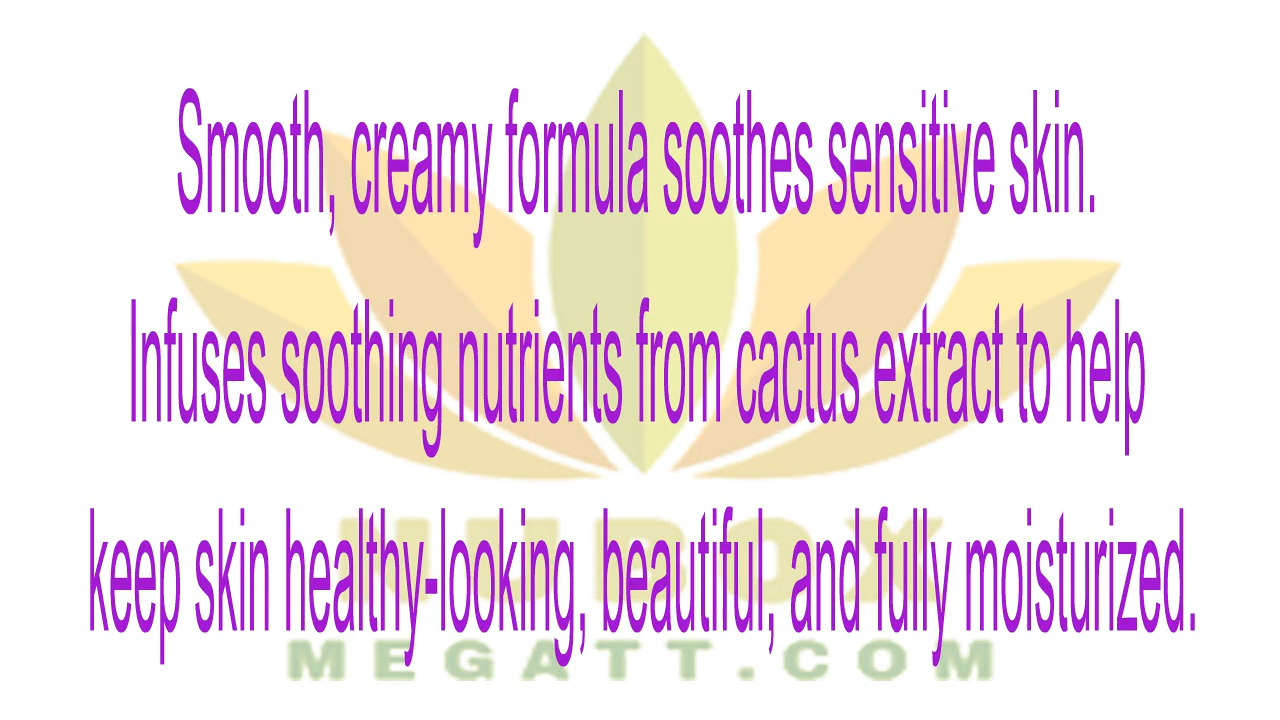 Smooth, creamy formula soothes sensitive skin.
Infuses soothing nutrients from cactus extract to help
keep skin healthy-looking, beautiful, and fully moisturized.
NUBOX
MEGATT.COM